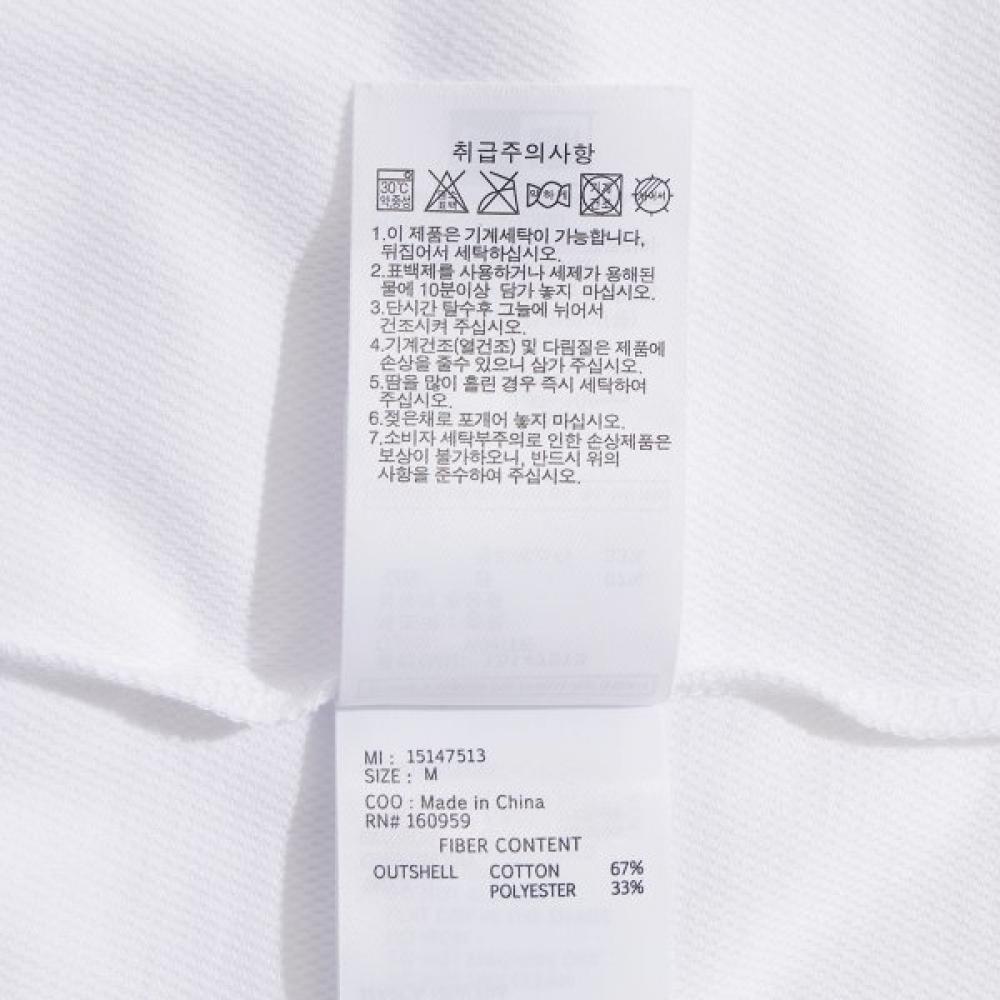 취급주의사항
30℃
중성
약하게
1.이 제품은 기계세탁이 가능합니다,
뒤집어서 세탁하십시오.
2.표백제를 사용하거나 세제가 용해된
물에 10분이상 담가 놓지 마십시오.
3.단시간 탈수후 그늘에 뉘어서
건조시켜 주십시오.
4.기계건조(열건조) 및 다림질은 제품에
손상을 줄수 있으니 삼가 주십시오.
5.땀을 많이 흘린 경우 즉시 세탁하여
주십시오.
6.젖은채로 포개어 놓지 마십시오.
7.소비자 세탁부주의로 인한 손상제품은
보상이 불가하오니, 반드시 위의
사항을 준수하여 주십시오.
MI : 15147513
SIZE : M
COO : Made in China
RN# 160959
FIBER CONTENT
OUTSHELL COTTON 67%
POLYESTER 33%